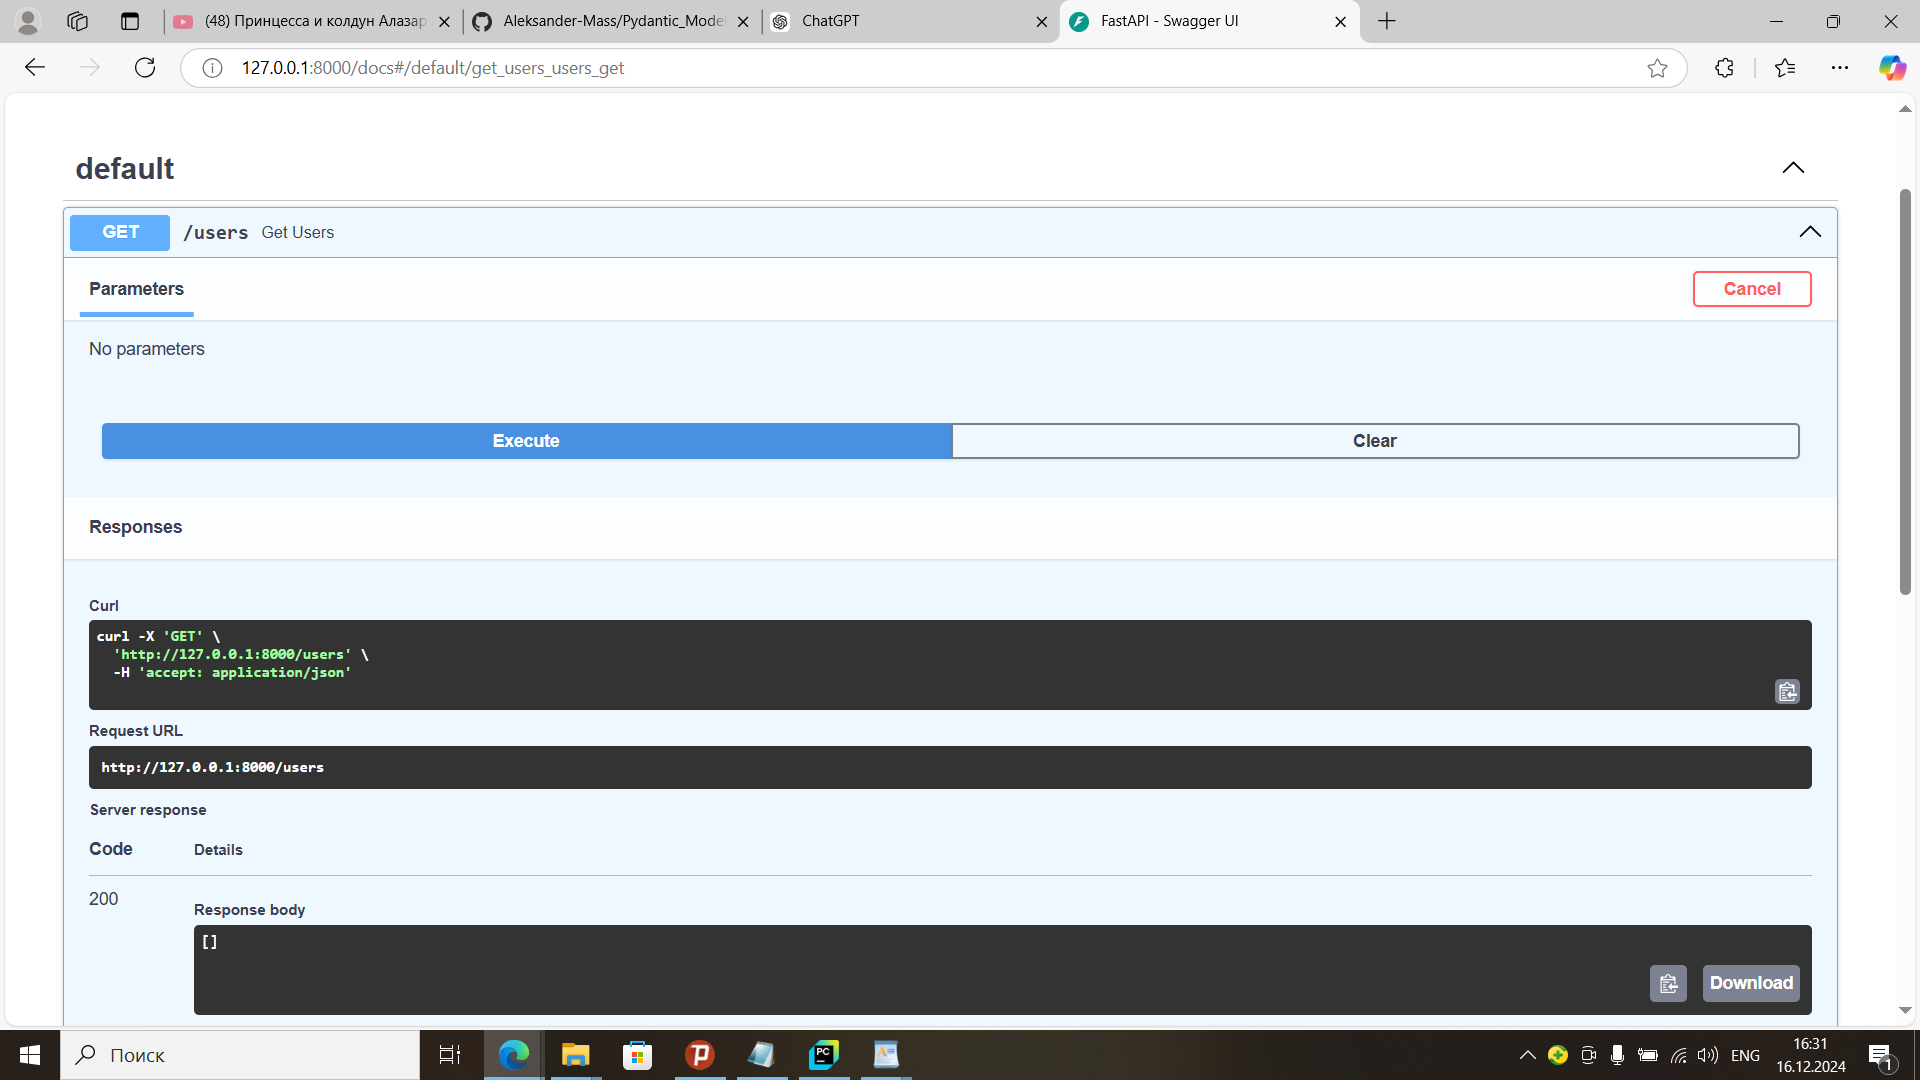 (48) Принцесса и колдун Алазар
Aleksander-Mass/Pydantic_Model
ChatGPT
FastAPI - Swagger UI
127.0.0.1:8000/docs#/default/get_users_users_get
default
GET /users Get Users
Parameters
Cancel
No parameters
Execute
Clear
Responses
Curl
curl -X 'GET' \
'http://127.0.0.1:8000/users' \
-H 'accept: application/json'
Request URL
http://127.0.0.1:8000/users
Server response
Code Details
200
Response body
[]
Download
Поиск
PC
ENG
16:31
16.12.2024
1